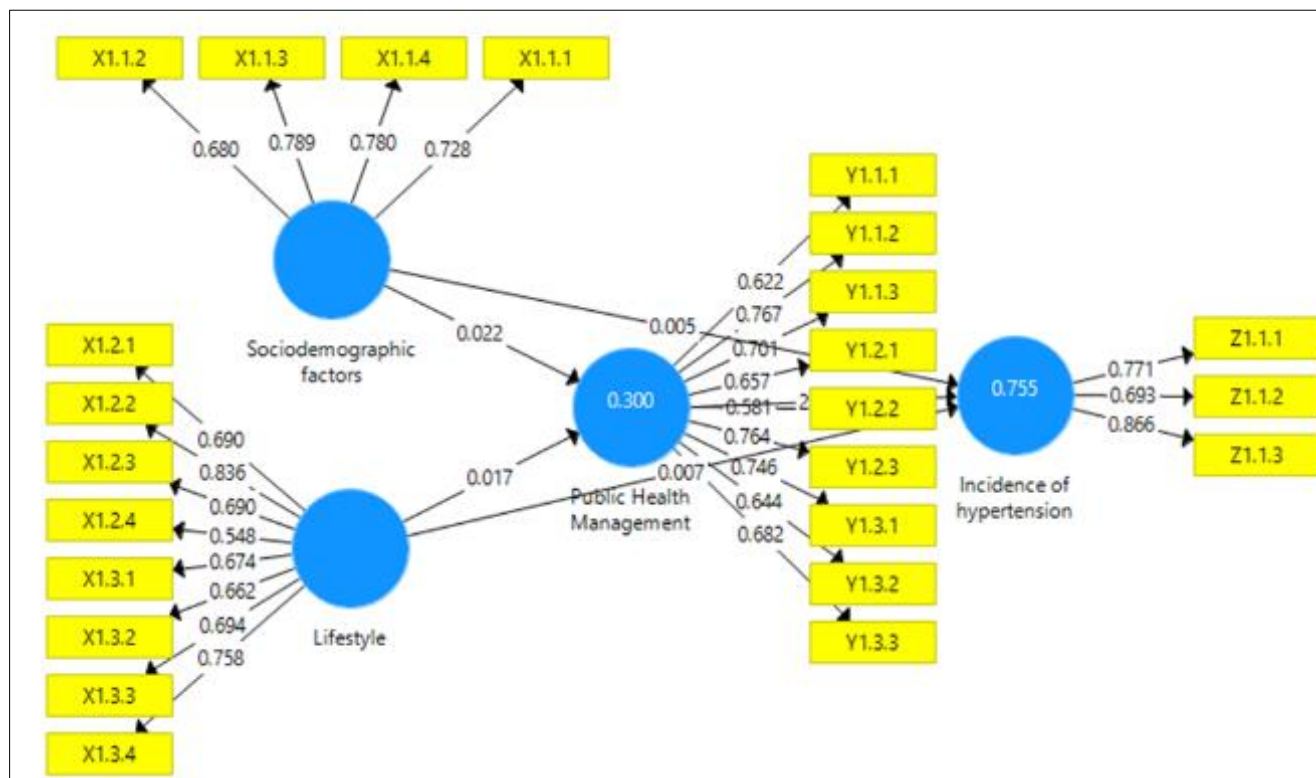 X1.1.2 X1.1.3 X1.1.4 X1.1.1
0.680
0.789
0.780
0.728
Sociodemographic
factors
0.022
0.005
X1.2.1
X1.2.2
X1.2.3
X1.2.4
X1.3.1
X1.3.2
X1.3.3
X1.3.4
0.690
0.836
0.690
0.548
0.674
0.662
0.694
0.758
Lifestyle
0.017
0.007
0.300
Public Health
Management
0.622
0.767
0.701
0.657
0.581
0.764
0.746
0.644
0.682
Y1.1.1
Y1.1.2
Y1.1.3
Y1.2.1
Y1.2.2
Y1.2.3
Y1.3.1
Y1.3.2
Y1.3.3
0.755
Incidence of
hypertension
0.771
0.693
0.866
Z1.1.1
Z1.1.2
Z1.1.3